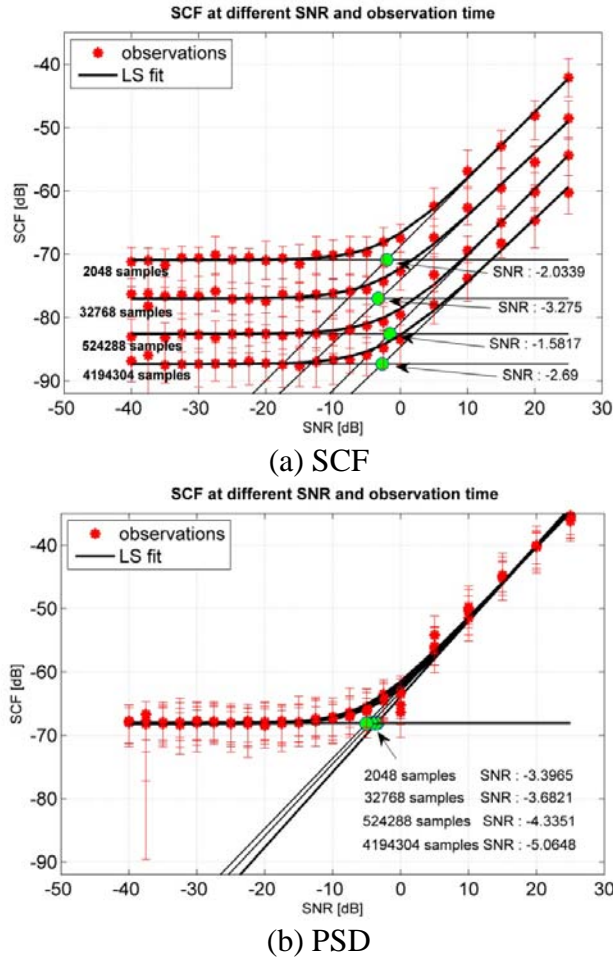 SCF at different SNR and observation time
observations
LS fit
-40
-50
-60
-70
-80
-90
SCF [dB]
2048 samples
32768 samples
524288 samples
4194304 samples
SNR : -2.0339
SNR : -3.275
SNR : -1.5817
SNR : -2.69
-50 -40 -30 -20 -10 0 10 20 30
SNR [dB]
(a) SCF
SCF at different SNR and observation time
observations
LS fit
-40
-50
-60
-70
-80
-90
SCF [dB]
2048 samples SNR : -3.3965
32768 samples SNR : -3.6821
524288 samples SNR : -4.3351
4194304 samples SNR : -5.0648
-50 -40 -30 -20 -10 0 10 20 30
SNR [dB]
(b) PSD